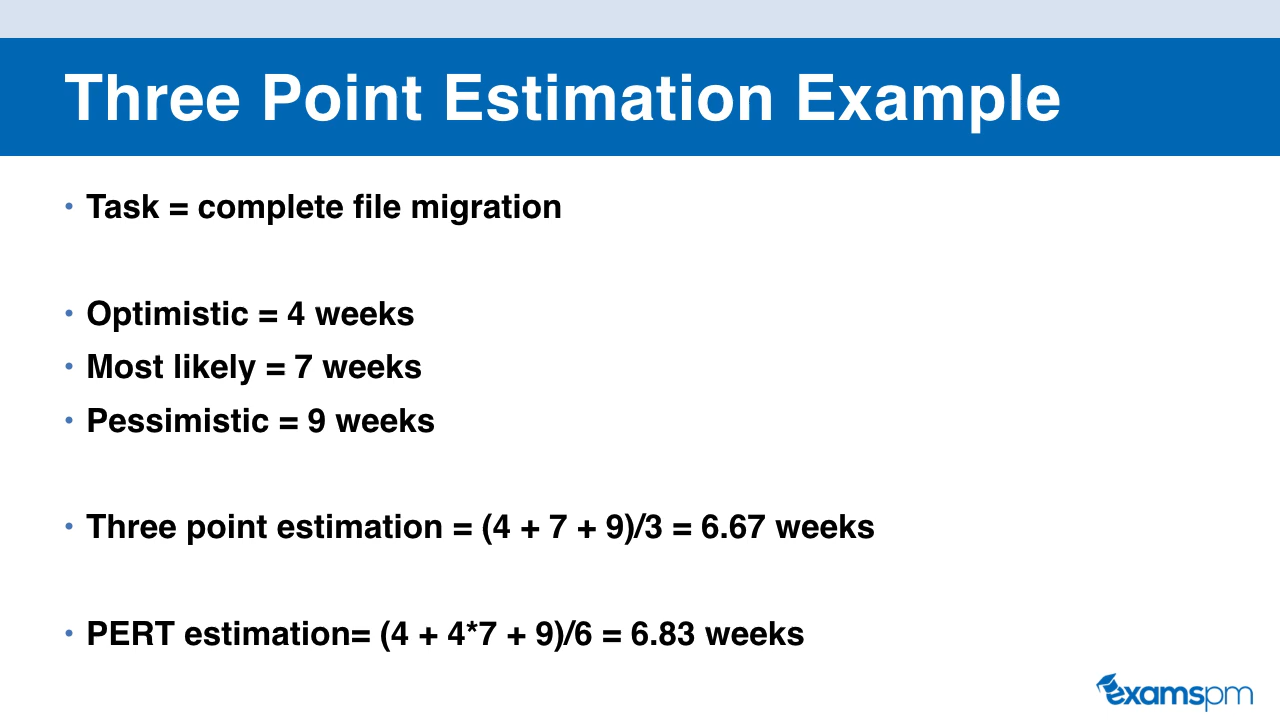 Three Point Estimation Example
• Task = complete file migration
• Optimistic = 4 weeks
• Most likely = 7 weeks
• Pessimistic = 9 weeks
• Three point estimation = (4 + 7 + 9)/3 = 6.67 weeks
• PERT estimation= (4 + 4*7 + 9)/6 = 6.83 weeks
examspm